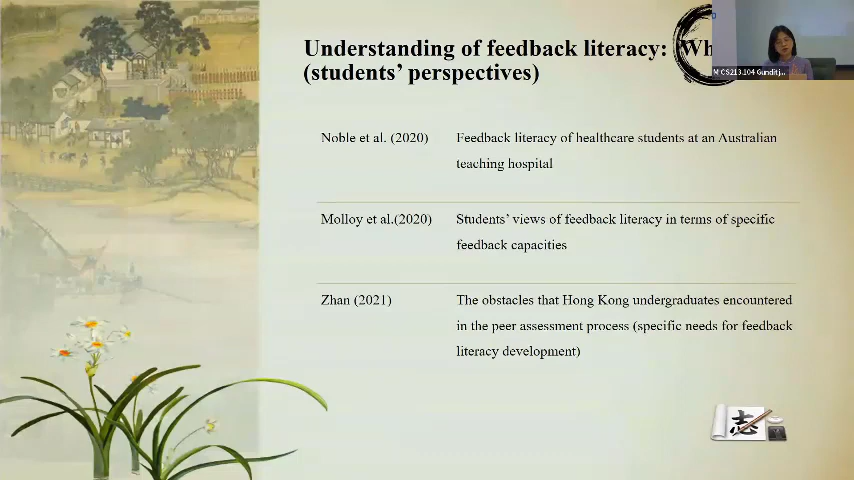 Understanding of feedback literacy: Wh
(students' perspectives)
M CS213.104 Gunditj...
Noble et al. (2020) Feedback literacy of healthcare students at an Australian
teaching hospital
Molloy et al.(2020) Students' views of feedback literacy in terms of specific
feedback capacities
Zhan (2021) The obstacles that Hong Kong undergraduates encountered
in the peer assessment process (specific needs for feedback
literacy development)
志